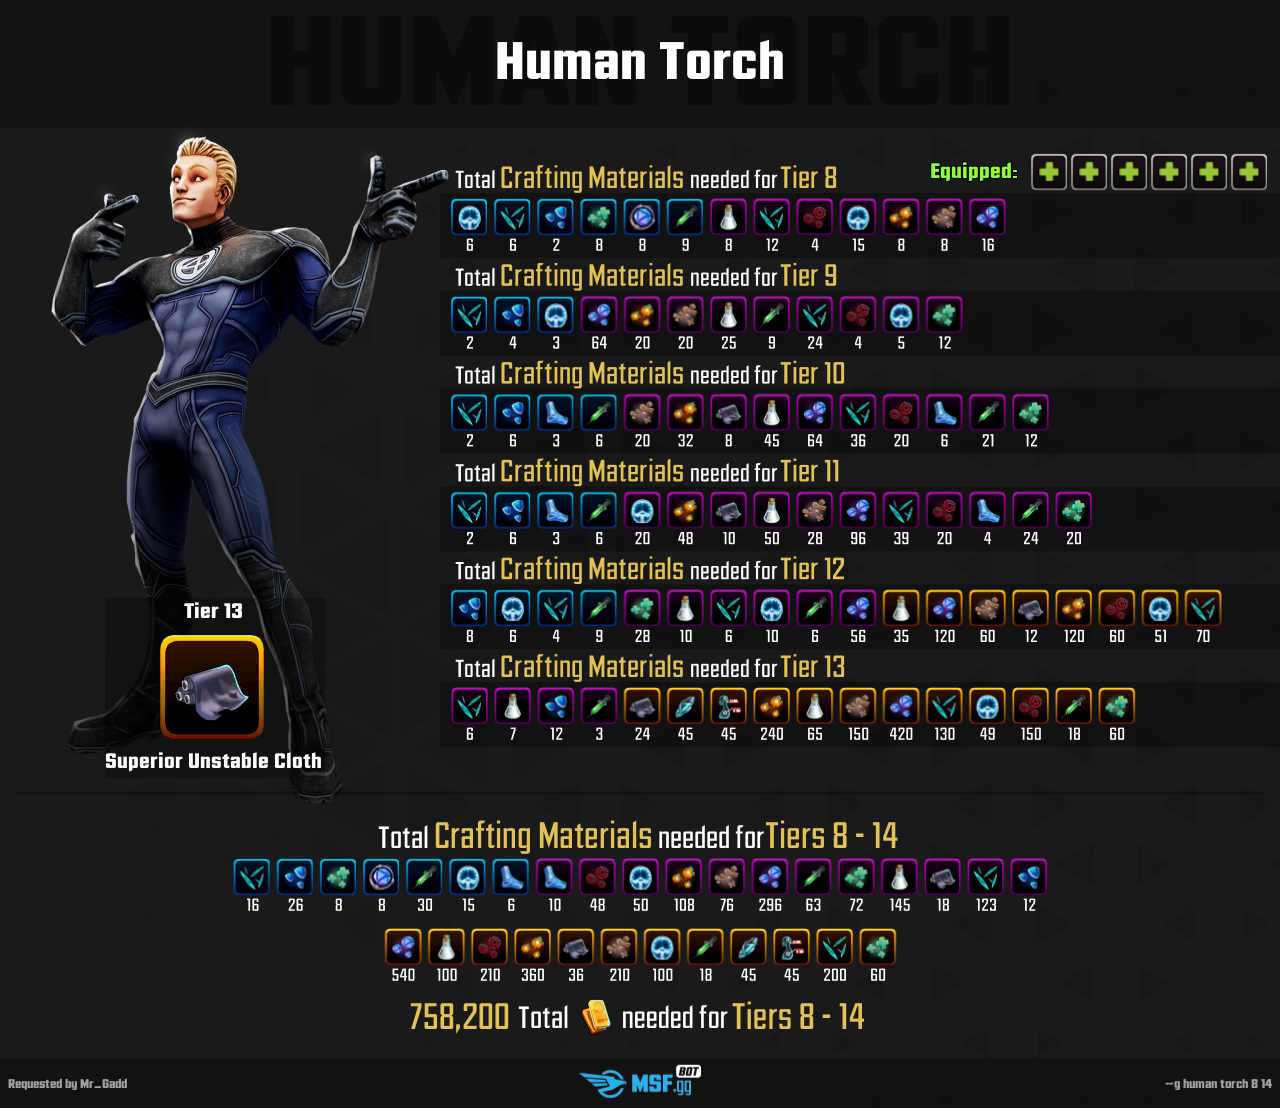 HUMAN TORCH
Human Torch
Equipped:
Total Crafting Materials needed for Tier 8
6 6 2 8 8 9 8 12 4 15 8 8 16
Total Crafting Materials needed for Tier 9
2 4 3 64 20 20 25 9 24 4 5 12
Total Crafting Materials needed for Tier 10
2 6 3 6 20 32 8 45 64 36 20 6 21 12
Total Crafting Materials needed for Tier 11
2 6 3 6 20 48 10 50 28 96 39 20 4 24 20
Total Crafting Materials needed for Tier 12
8 6 4 9 28 10 6 10 6 56 35 120 60 12 120 60 51 70
Total Crafting Materials needed for Tier 13
6 7 12 3 24 45 45 240 65 150 420 130 49 150 18 60
Tier 13
Superior Unstable Cloth
Total Crafting Materials needed for Tiers 8 - 14
16 26 8 8 30 15 6 10 48 50 108 76 296 63 72 145 18 123 12
540 100 210 360 36 210 100 18 45 45 200 60
758,200 Total needed for Tiers 8 - 14
Requested by Mr_Gadd
MSF.gg BOT
~g human torch 8 14